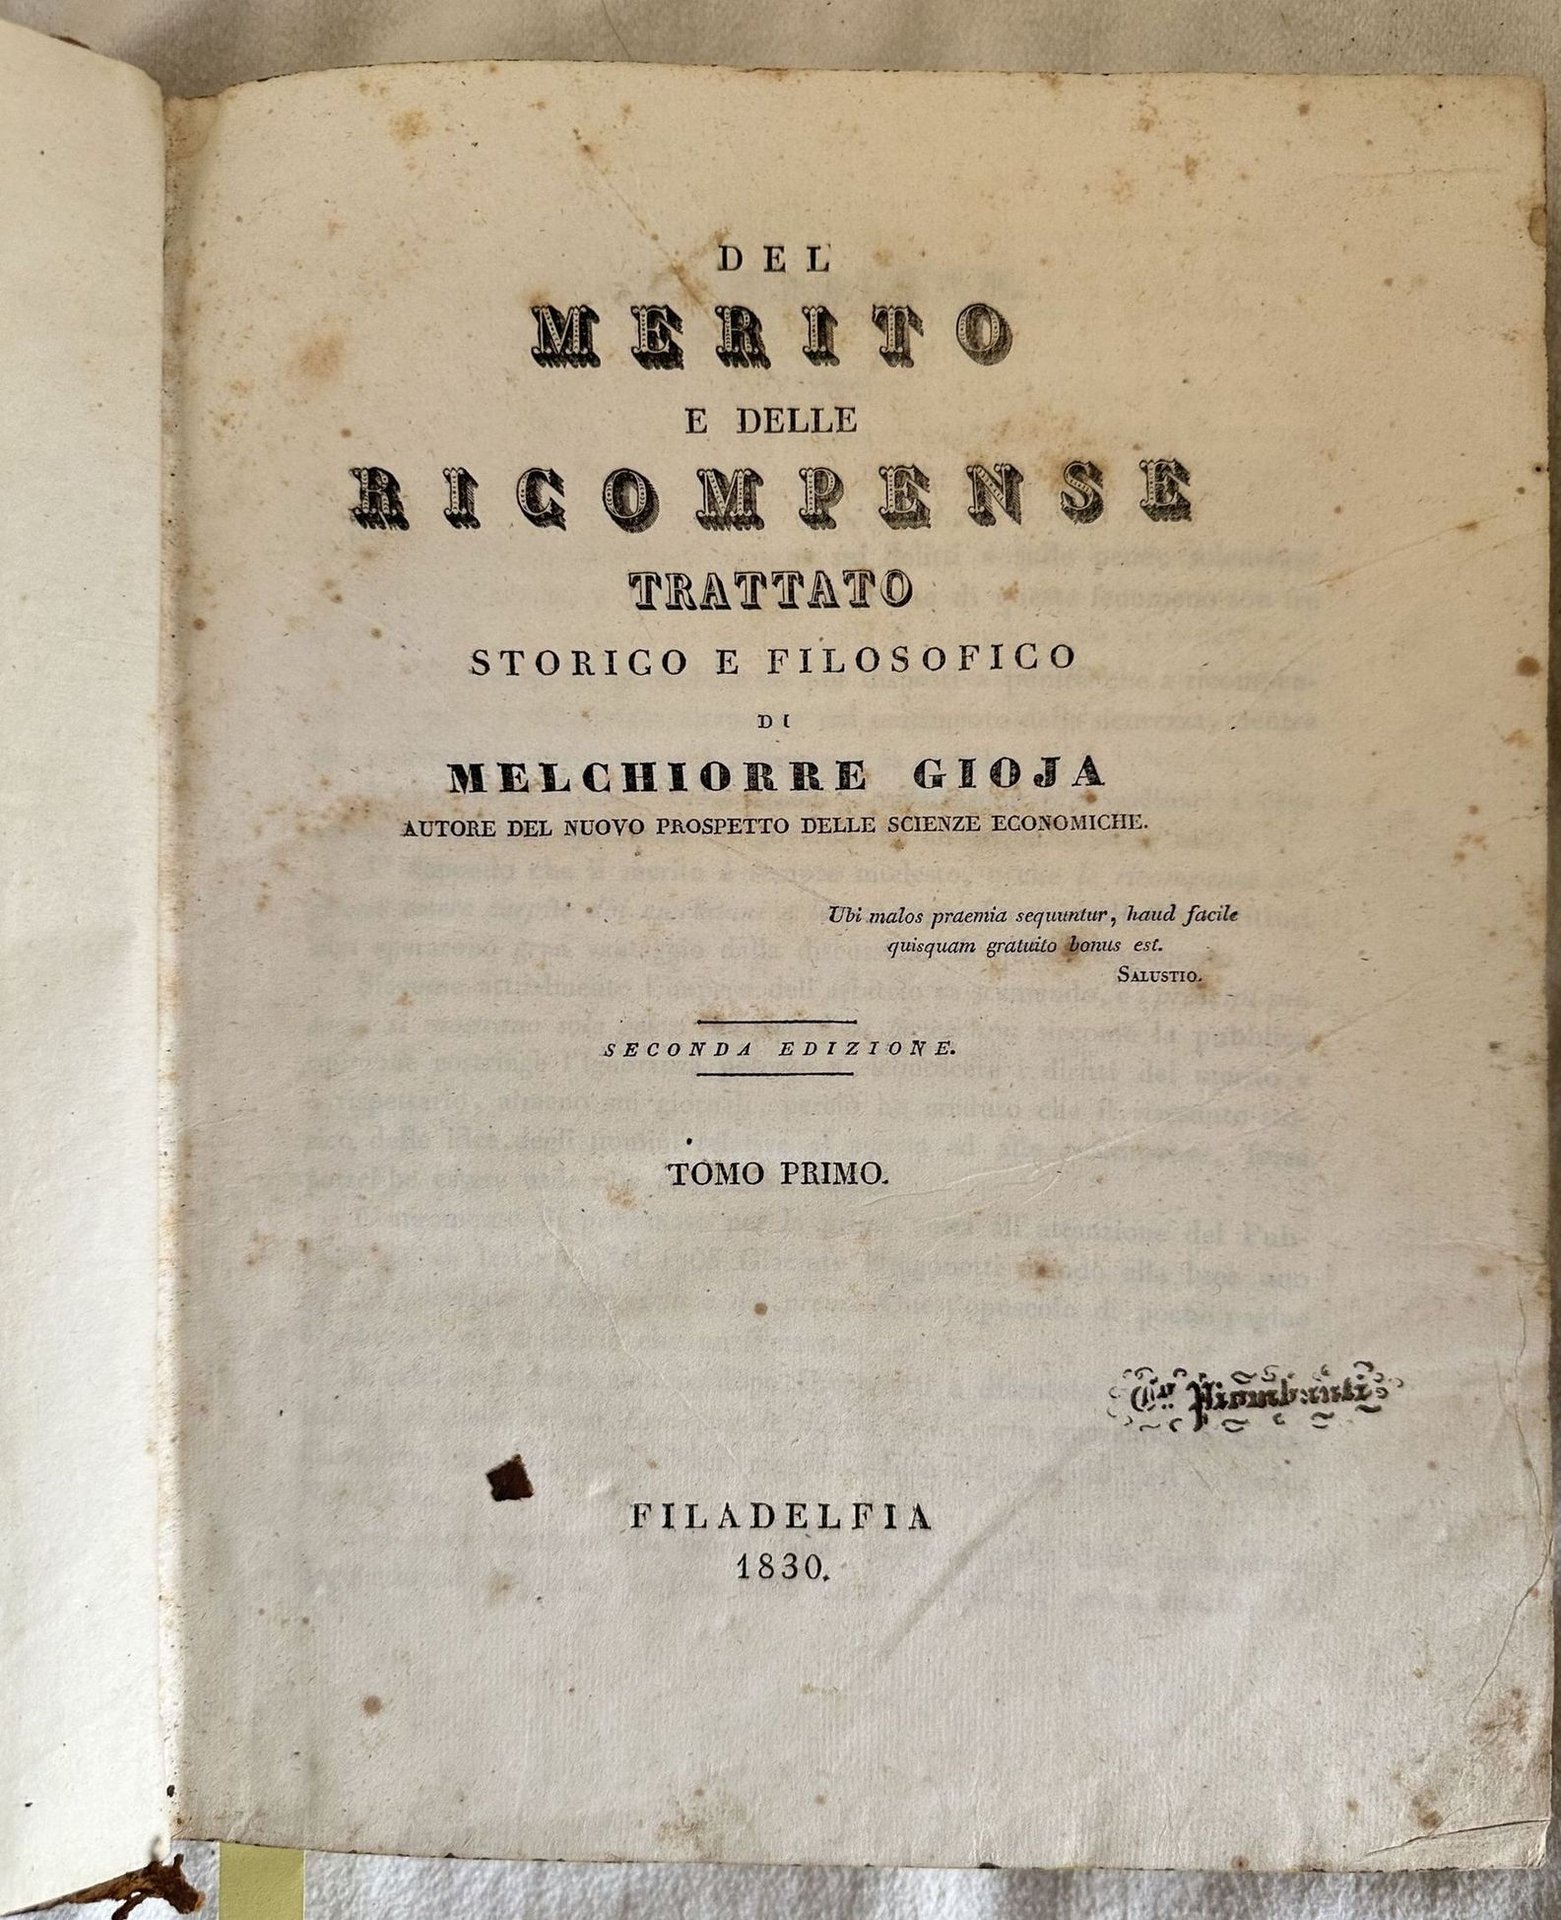 DEL
MERITO
E DELLE
RICOMPENSE
TRATTATO
STORICO E FILOSOFICO
DI
MELCHIORRE GIOJA
AUTORE DEL NUOVO PROSPETTO DELLE SCIENZE ECONOMICHE.
Ubi malos praemia sequuntur, haud facile
quisquam gratuito bonus est.
SALUSTIO.
SECONDA EDIZIONE.
TOMO PRIMO.
Piombanti
FILADELFIA
1830.